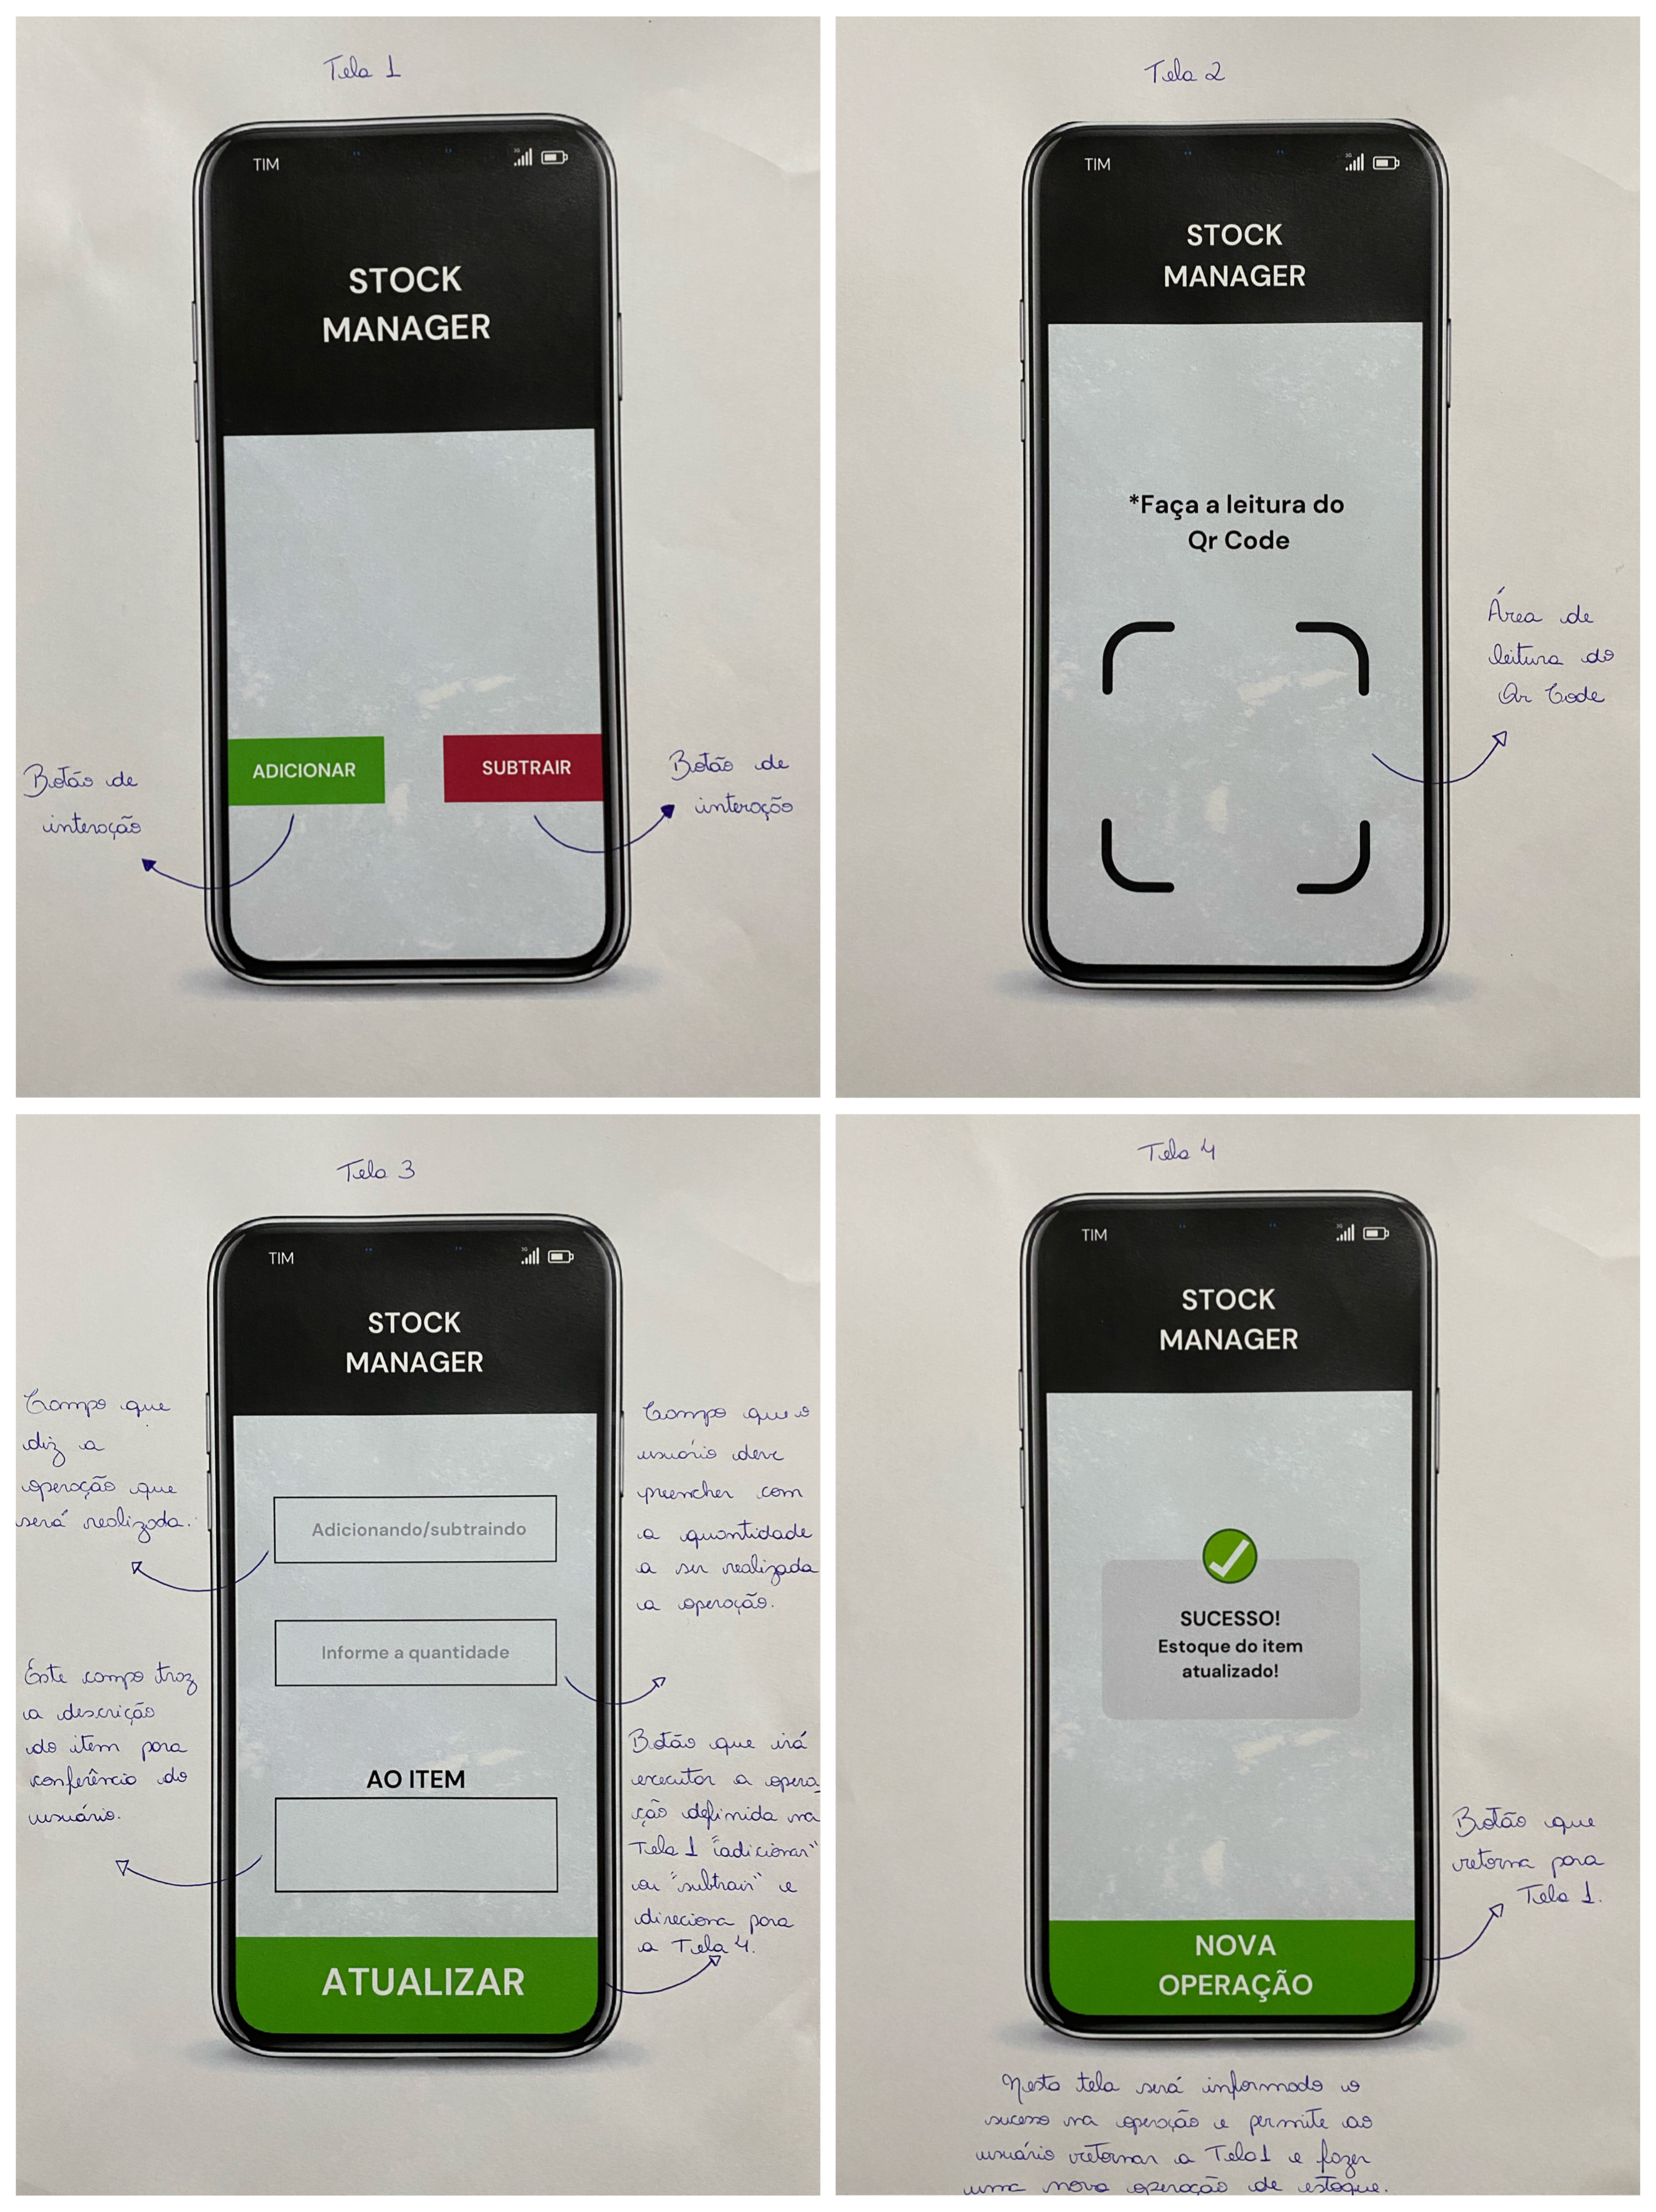 Tela 1
TIM
3G
STOCK
MANAGER
ADICIONAR
SUBTRAIR
Botão de
interação
Botão de
interação
Tela 2
TIM
3G
STOCK
MANAGER
*Faça a leitura do
Qr Code
Área de
leitura do
Qr Code
Tela 3
TIM
3G
STOCK
MANAGER
Campo que
diz a
operação que
será realizada.
Adicionando/subtraindo
Campo que o
usuário deve
preencher com
a quantidade
a ser realizada
a operação.
Informe a quantidade
Este campo traz
a descrição
do item para
conferência do
usuário.
AO ITEM
Botão que irá
executar a opera_
ção definida na
Tela 1 "adicionar"
ou "subtrair" e
direciona para
a Tela 4.
ATUALIZAR
Tela 4
TIM
3G
STOCK
MANAGER
SUCESSO!
Estoque do item
atualizado!
Botão que
retorna para
Tela 1.
NOVA
OPERAÇÃO
Nesta tela será informado o
sucesso na operação e permite ao
usuário retornar a Tela 1 e fazer
uma nova operação de estoque.